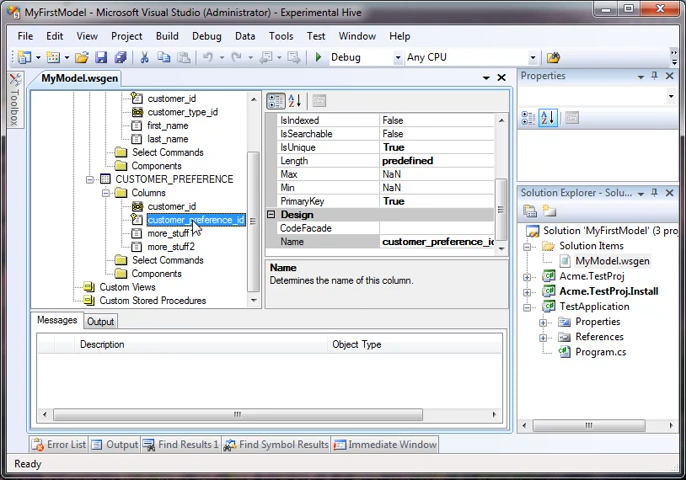 MyFirstModel - Microsoft Visual Studio (Administrator) - Experimental Hive
File Edit View Project Build Debug Data Tools Test Window Help
Debug Any CPU
Toolbox
MyModel.wsgen
customer_id
customer_type_id
first_name
last_name
Select Commands
Components
CUSTOMER_PREFERENCE
Columns
customer_id
customer_preference_id
more_stuff1
more_stuff2
Select Commands
Components
Custom Views
Custom Stored Procedures
IsIndexed False
IsSearchable False
IsUnique True
Length predefined
Max NaN
Min NaN
PrimaryKey True
Design
CodeFacade
Name customer_preference_id
Name
Determines the name of this column.
Properties
Solution Explorer - Solution 'MyF...
Solution 'MyFirstModel' (3 proj
Solution Items
MyModel.wsgen
Acme.TestProj
Acme.TestProj.Install
TestApplication
Properties
References
Program.cs
Messages Output
Description Object Type
Error List Output Find Results 1 Find Symbol Results Immediate Window
Ready